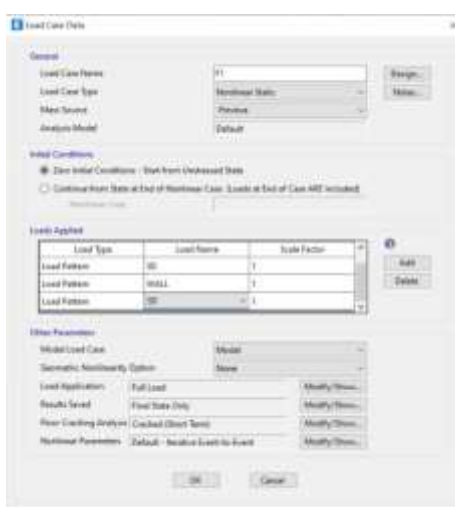 Load Case Data
General
Load Case Name
Design...
Load Case Type Nonlinear Static Notes...
Mass Source Previous
Analysis Model Default
Initial Conditions
Zero Initial Conditions - Start from Unstressed State
Continue from State at End of Nonlinear Case (Loads at End of Case ARE Included)
Nonlinear Case
Loads Applied
Load Type Load Name Scale Factor
Load Pattern 1 Add
Load Pattern WALL 1 Delete
Load Pattern 1
Other Parameters
Modal Load Case Modal
Geometric Nonlinearity Option None
Load Application Full Load Modify/Show...
Results Saved Final State Only Modify/Show...
Floor Cracking Analysis Cracked (Short Term) Modify/Show...
Nonlinear Parameters Default - Iterative Event-to-Event Modify/Show...
OK Cancel